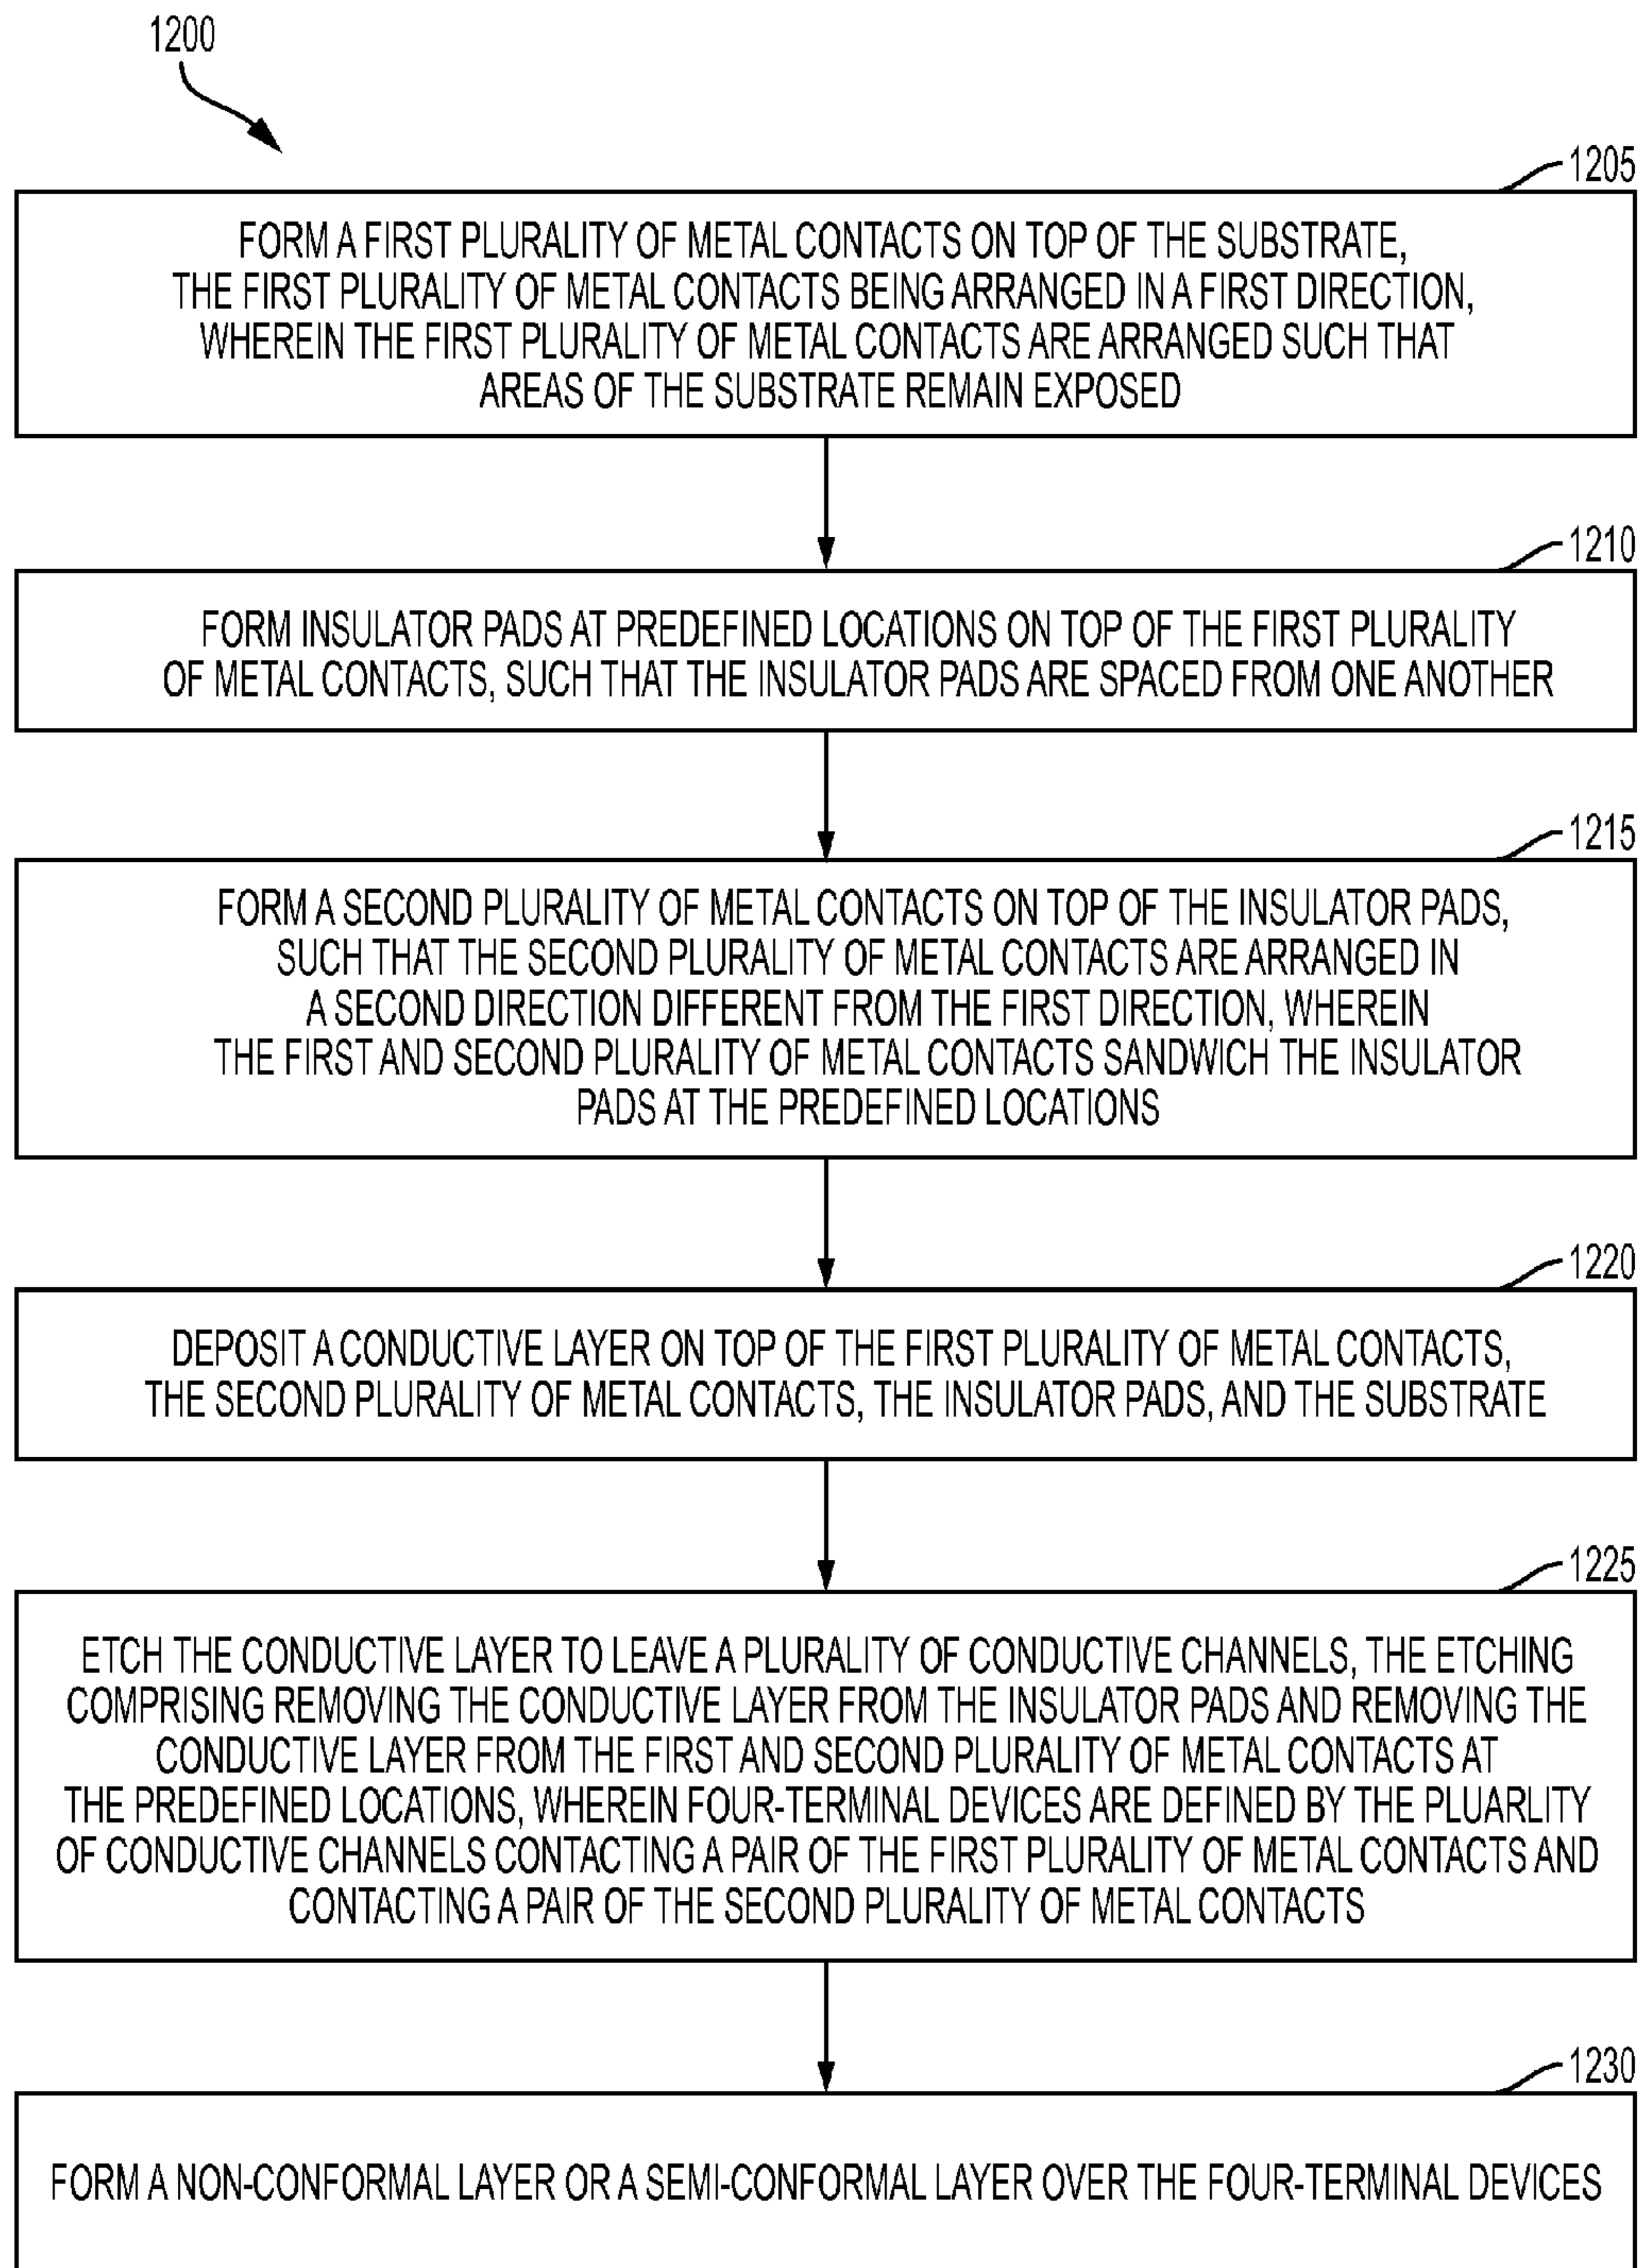 1200
1205
FORM A FIRST PLURALITY OF METAL CONTACTS ON TOP OF THE SUBSTRATE,
THE FIRST PLURALITY OF METAL CONTACTS BEING ARRANGED IN A FIRST DIRECTION,
WHEREIN THE FIRST PLURALITY OF METAL CONTACTS ARE ARRANGED SUCH THAT
AREAS OF THE SUBSTRATE REMAIN EXPOSED
1210
FORM INSULATOR PADS AT PREDEFINED LOCATIONS ON TOP OF THE FIRST PLURALITY
OF METAL CONTACTS, SUCH THAT THE INSULATOR PADS ARE SPACED FROM ONE ANOTHER
1215
FORM A SECOND PLURALITY OF METAL CONTACTS ON TOP OF THE INSULATOR PADS,
SUCH THAT THE SECOND PLURALITY OF METAL CONTACTS ARE ARRANGED IN
A SECOND DIRECTION DIFFERENT FROM THE FIRST DIRECTION, WHEREIN
THE FIRST AND SECOND PLURALITY OF METAL CONTACTS SANDWICH THE INSULATOR
PADS AT THE PREDEFINED LOCATIONS
1220
DEPOSIT A CONDUCTIVE LAYER ON TOP OF THE FIRST PLURALITY OF METAL CONTACTS,
THE SECOND PLURALITY OF METAL CONTACTS, THE INSULATOR PADS, AND THE SUBSTRATE
1225
ETCH THE CONDUCTIVE LAYER TO LEAVE A PLURALITY OF CONDUCTIVE CHANNELS, THE ETCHING
COMPRISING REMOVING THE CONDUCTIVE LAYER FROM THE INSULATOR PADS AND REMOVING THE
CONDUCTIVE LAYER FROM THE FIRST AND SECOND PLURALITY OF METAL CONTACTS AT
THE PREDEFINED LOCATIONS, WHEREIN FOUR-TERMINAL DEVICES ARE DEFINED BY THE PLUARLITY
OF CONDUCTIVE CHANNELS CONTACTING A PAIR OF THE FIRST PLURALITY OF METAL CONTACTS AND
CONTACTING A PAIR OF THE SECOND PLURALITY OF METAL CONTACTS
1230
FORM A NON-CONFORMAL LAYER OR A SEMI-CONFORMAL LAYER OVER THE FOUR-TERMINAL DEVICES